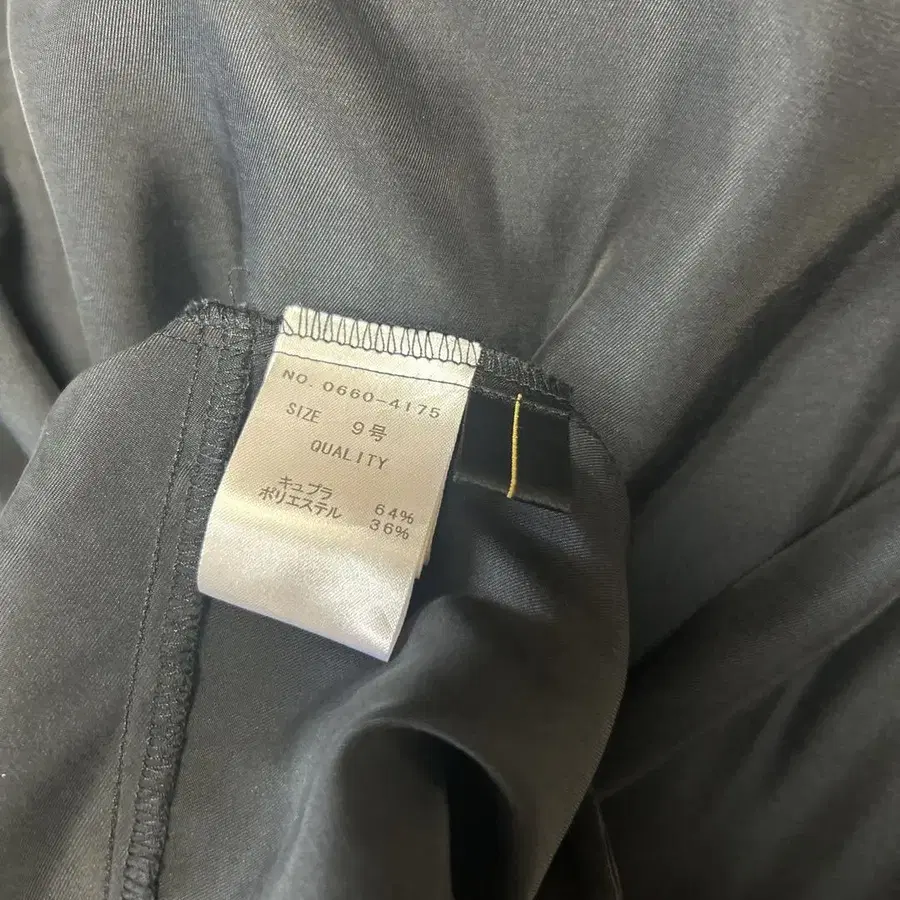 NO. 0660-4175
SIZE 9号
QUALITY
キュプラ 64%
ポリエステル 36%